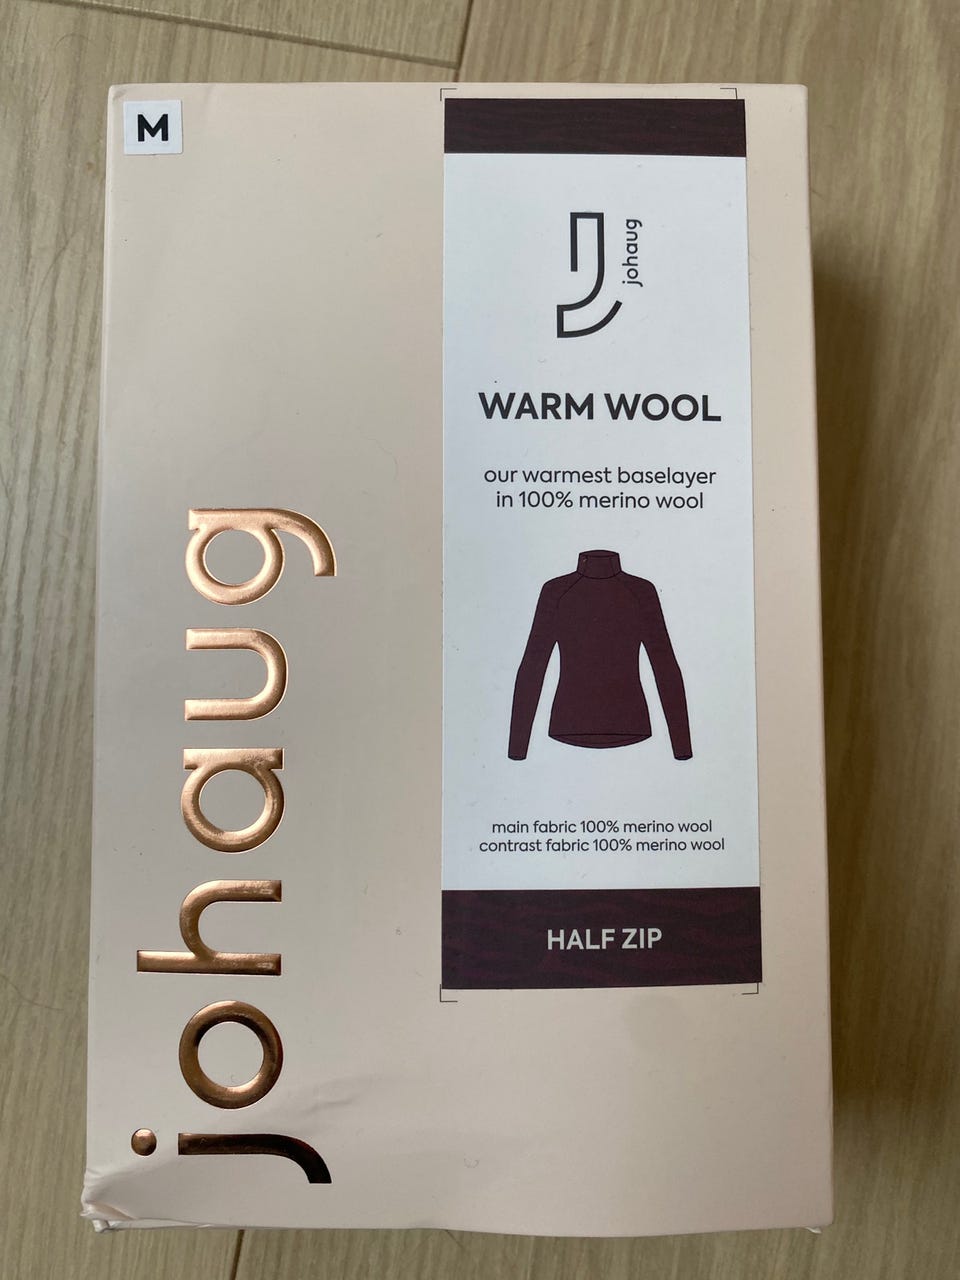 M
johaug
johaug
WARM WOOL
our warmest baselayer
in 100% merino wool
main fabric 100% merino wool
contrast fabric 100% merino wool
HALF ZIP